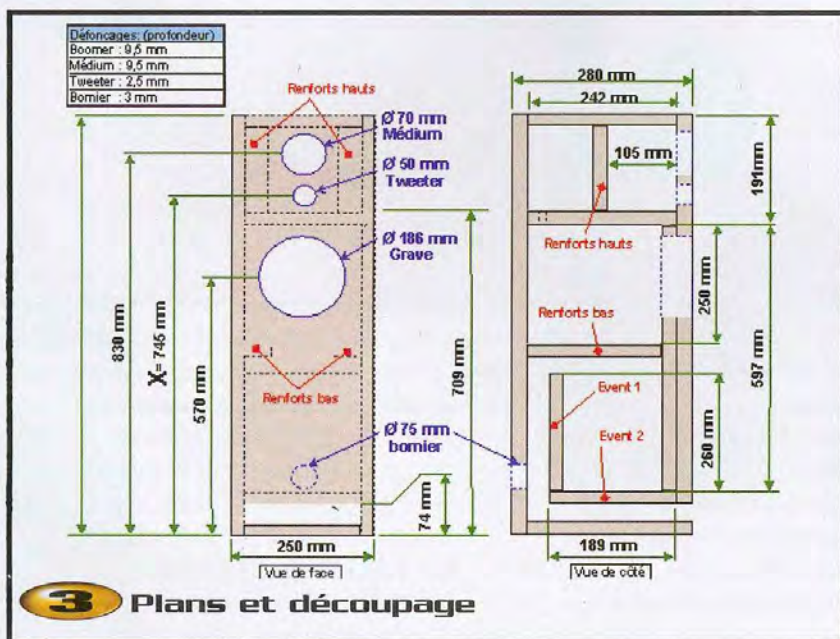 Défonçages: (profondeur)
Boomer : 9,5 mm
Médium : 9,5 mm
Tweeter : 2,5 mm
Bornier : 3 mm
Renforts hauts
Ø 70 mm
Médium
Ø 50 mm
Tweeter
Ø 186 mm
Grave
830 mm
X= 745 mm
570 mm
709 mm
Renforts bas
Ø 75 mm
bornier
74 mm
250 mm
Vue de face
280 mm
242 mm
105 mm
191mm
Renforts hauts
250 mm
Renforts bas
597 mm
Event 1
Event 2
260 mm
189 mm
Vue de côté
3 Plans et découpage